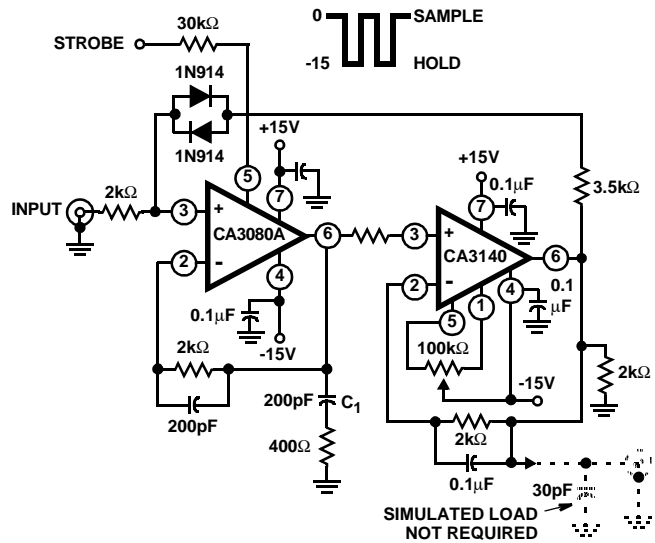 0
SAMPLE
-15
HOLD
30kΩ
STROBE
1N914
1N914
+15V
5
7
2kΩ
INPUT
3
+
CA3080A
6
2
-
4
0.1µF
-15V
2kΩ
200pF
200pF
C1
400Ω
+15V
0.1µF
7
3
+
CA3140
6
2
-
5
1
4
0.1
µF
3.5kΩ
100kΩ
-15V
2kΩ
2kΩ
0.1µF
30pF
SIMULATED LOAD
NOT REQUIRED